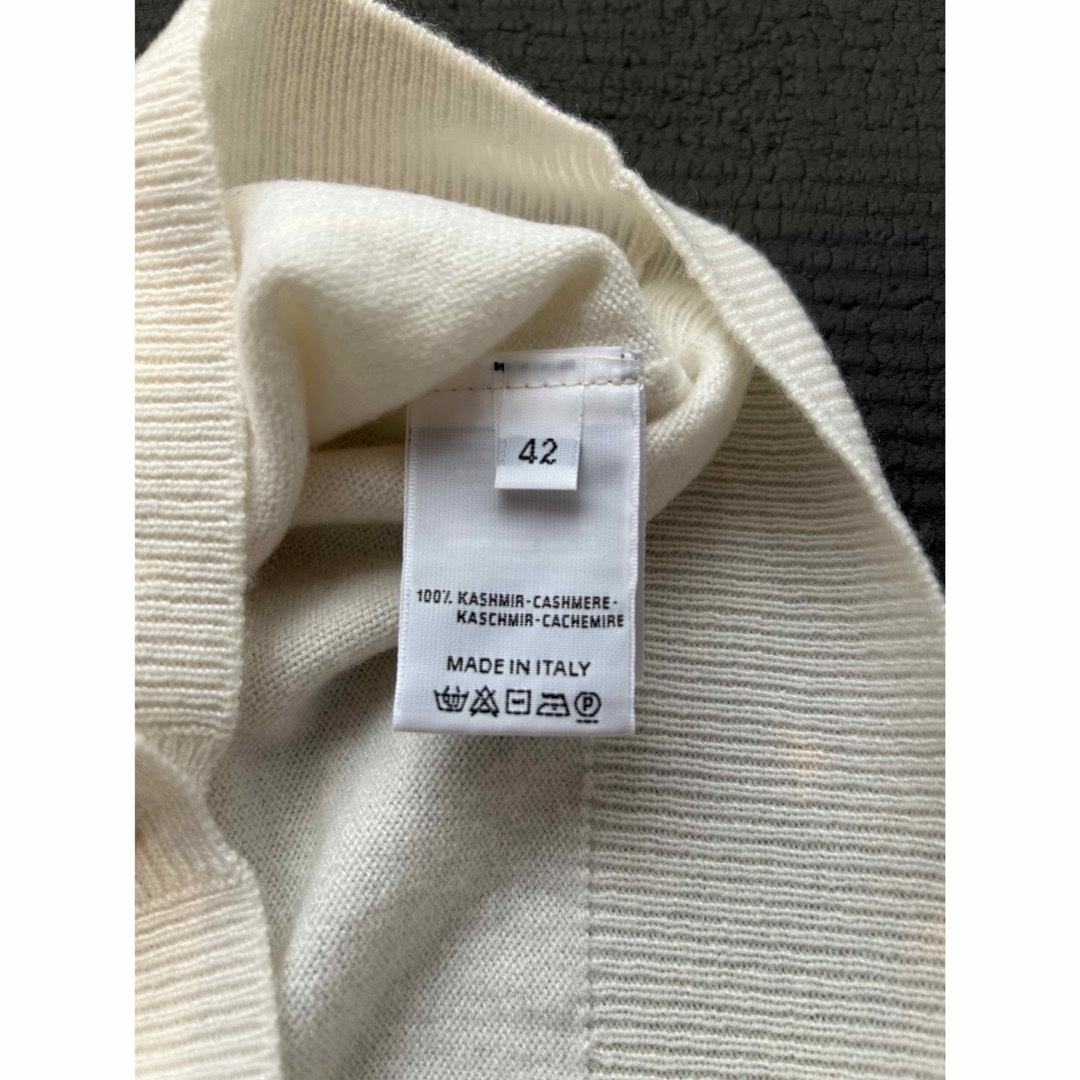 42
100% KASHMIR-CASHMERE-
KASCHMIR-CACHEMIRE
MADE IN ITALY
P